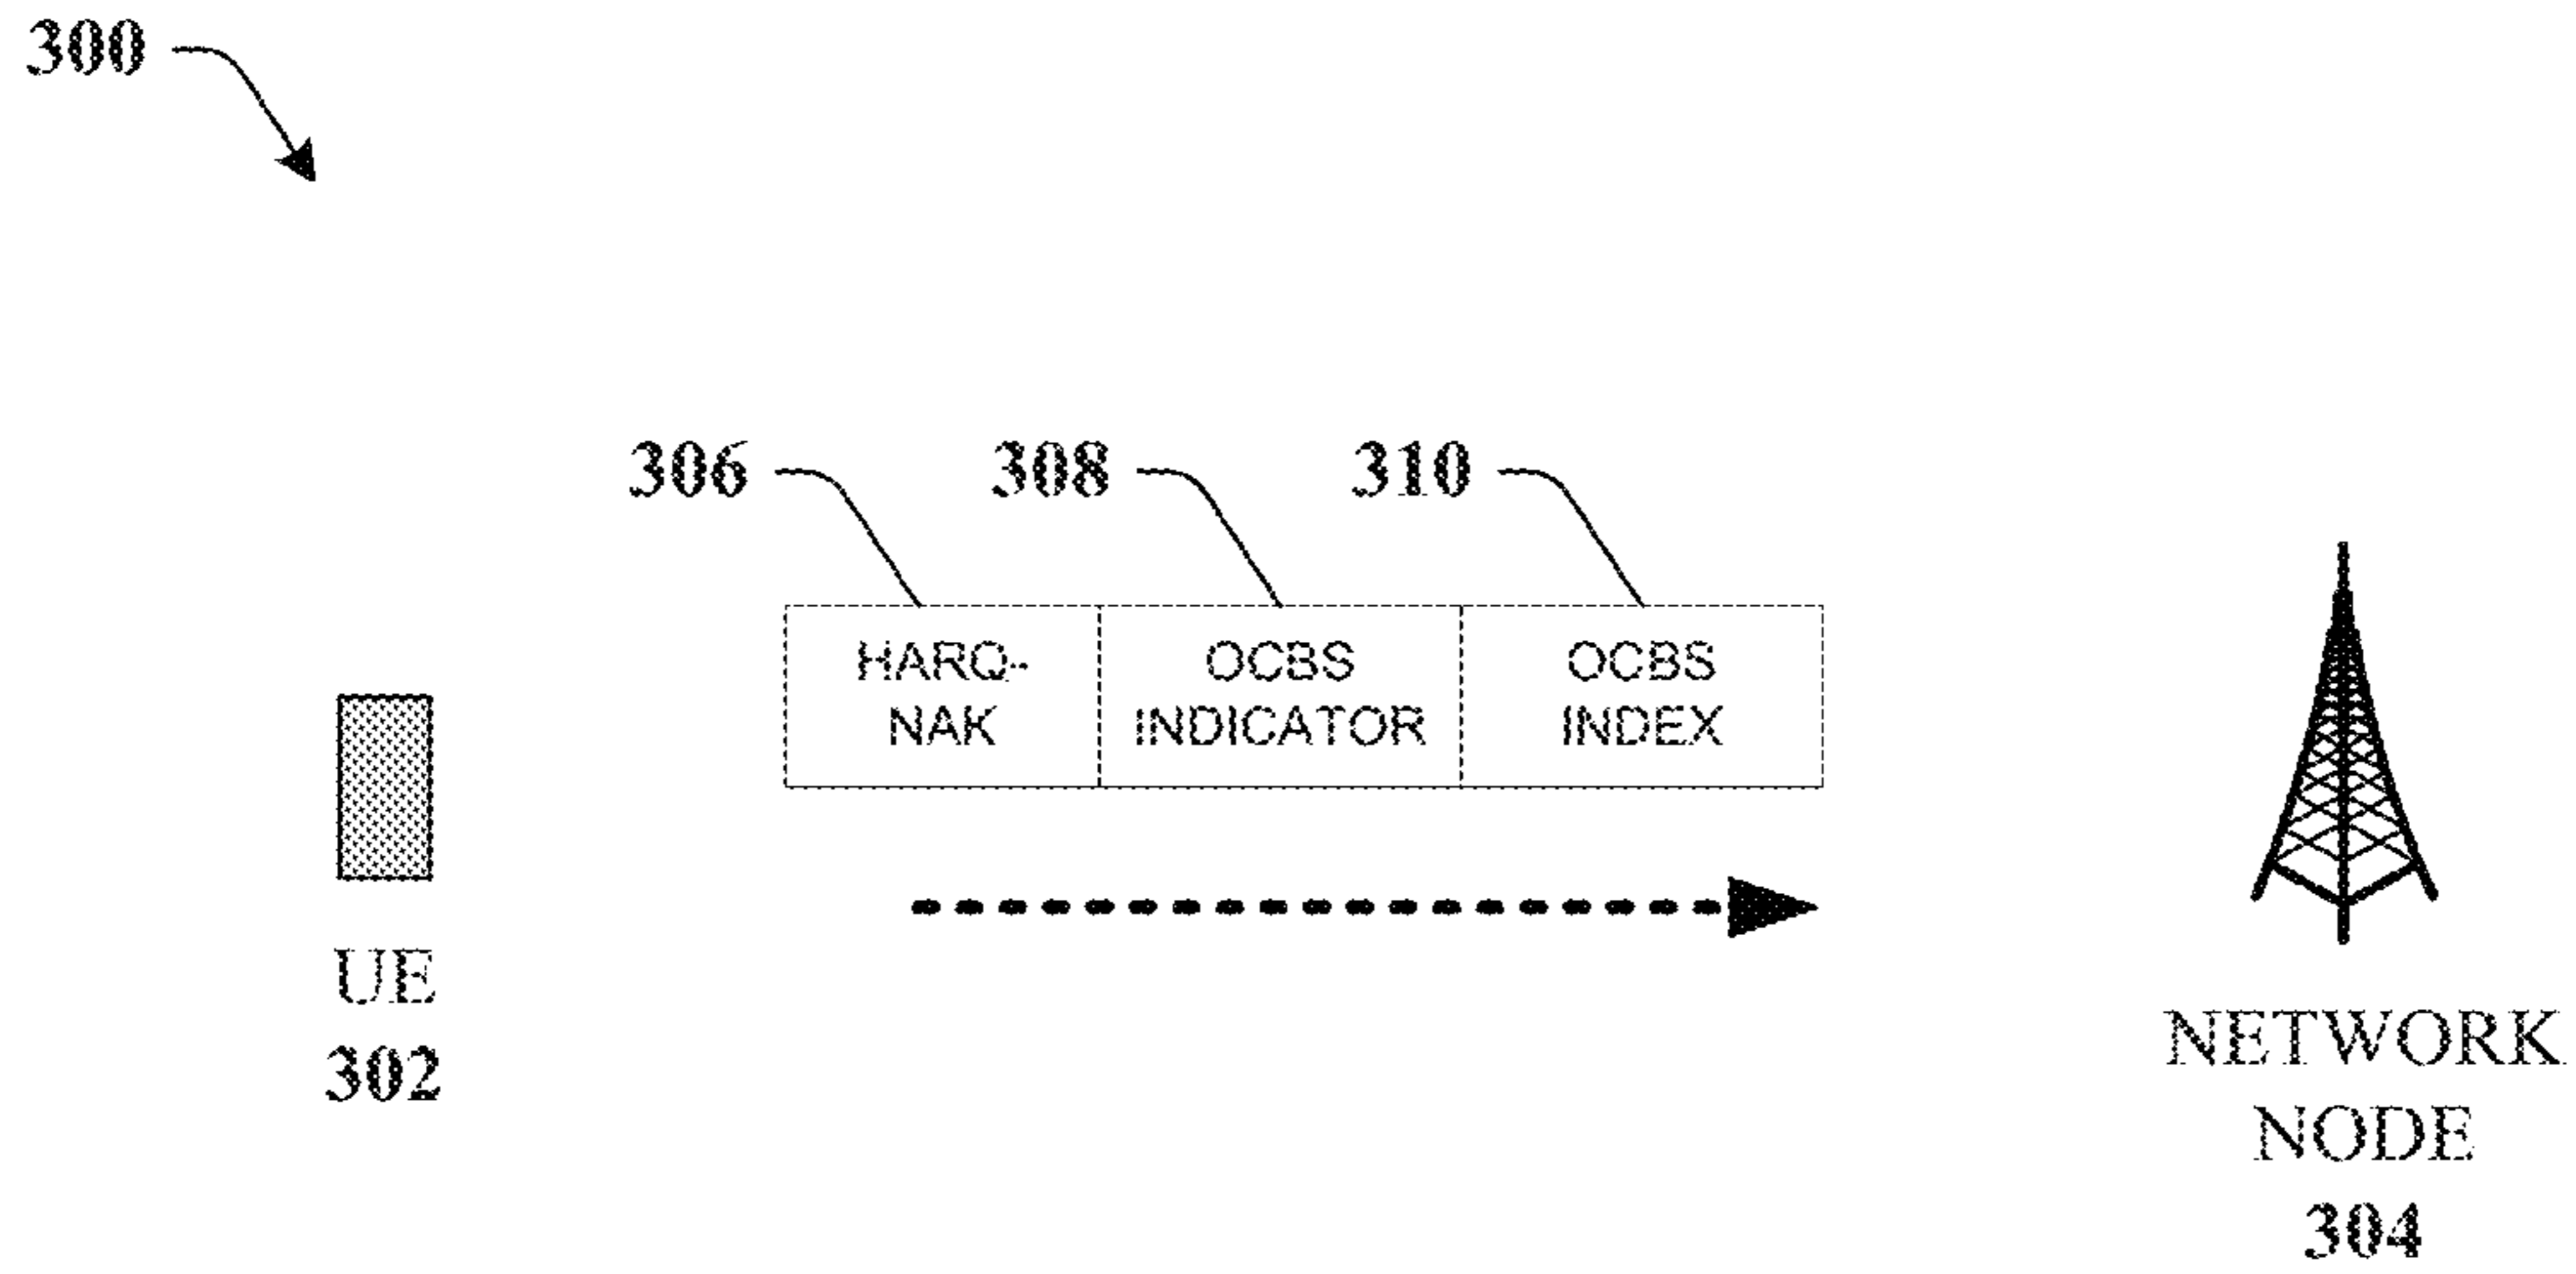 300
306
308
310
HARQ-
NAK
OCBS
INDICATOR
OCBS
INDEX
UE
302
NETWORK
NODE
304